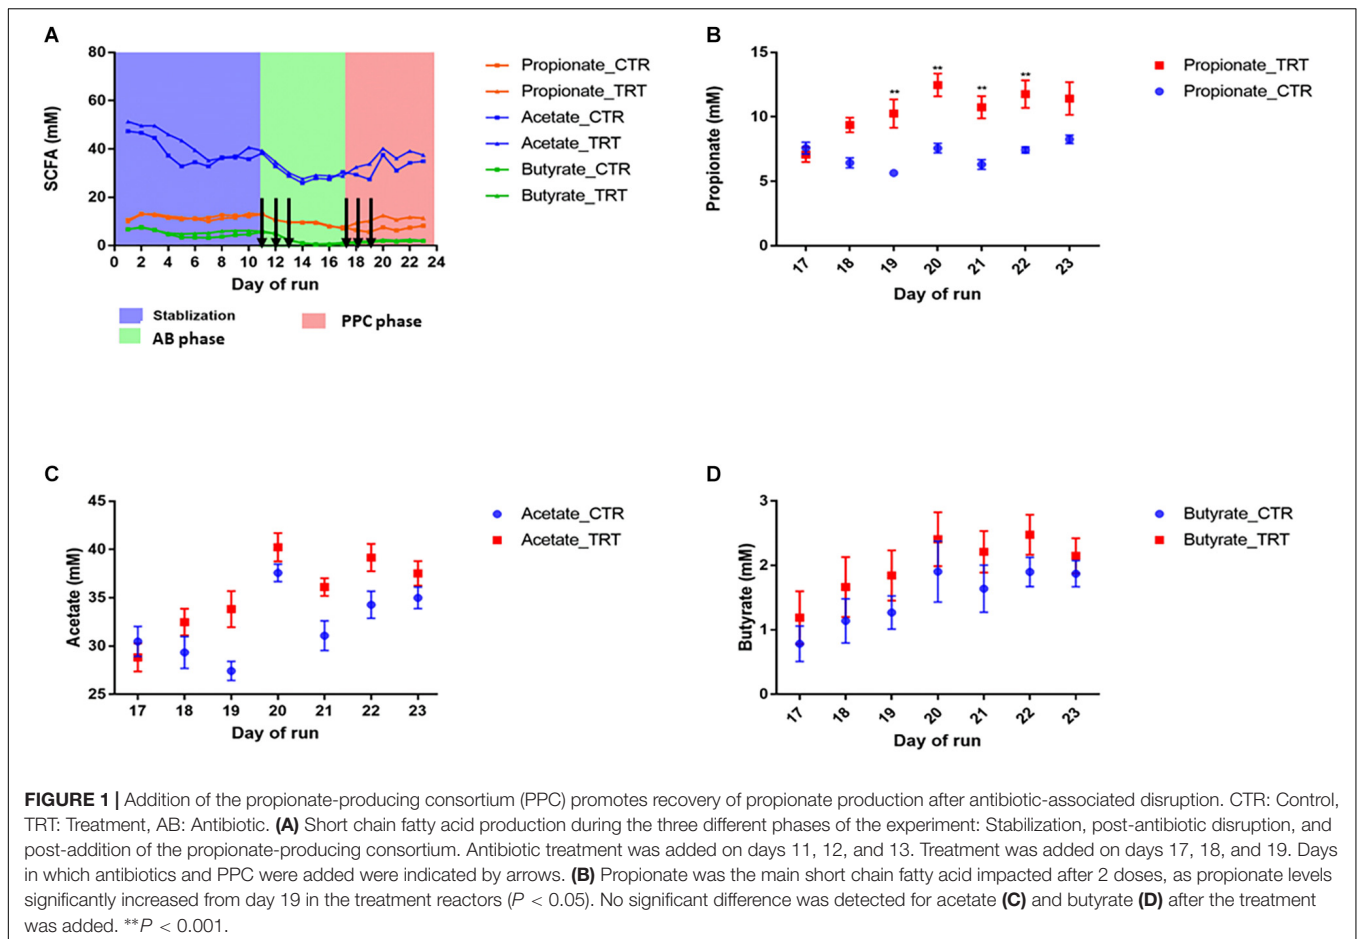 A
80
60
40
20
0
SCFA (mM)
0 2 4 6 8 10 12 14 16 18 20 22 24
Day of run
Propionate_CTR
Propionate_TRT
Acetate_CTR
Acetate_TRT
Butyrate_CTR
Butyrate_TRT
Stablization
AB phase
PPC phase
B
15
10
5
0
Propionate (mM)
** ** ** **
17 18 19 20 21 22 23
Day of run
Propionate_TRT
Propionate_CTR
C
45
40
35
30
25
Acetate (mM)
17 18 19 20 21 22 23
Day of run
Acetate_CTR
Acetate_TRT
D
3
2
1
0
Butyrate (mM)
17 18 19 20 21 22 23
Day of run
Butyrate_CTR
Butyrate_TRT
FIGURE 1 | Addition of the propionate-producing consortium (PPC) promotes recovery of propionate production after antibiotic-associated disruption. CTR: Control,
TRT: Treatment, AB: Antibiotic. (A) Short chain fatty acid production during the three different phases of the experiment: Stabilization, post-antibiotic disruption, and
post-addition of the propionate-producing consortium. Antibiotic treatment was added on days 11, 12, and 13. Treatment was added on days 17, 18, and 19. Days
in which antibiotics and PPC were added were indicated by arrows. (B) Propionate was the main short chain fatty acid impacted after 2 doses, as propionate levels
significantly increased from day 19 in the treatment reactors (P < 0.05). No significant difference was detected for acetate (C) and butyrate (D) after the treatment
was added. **P < 0.001.